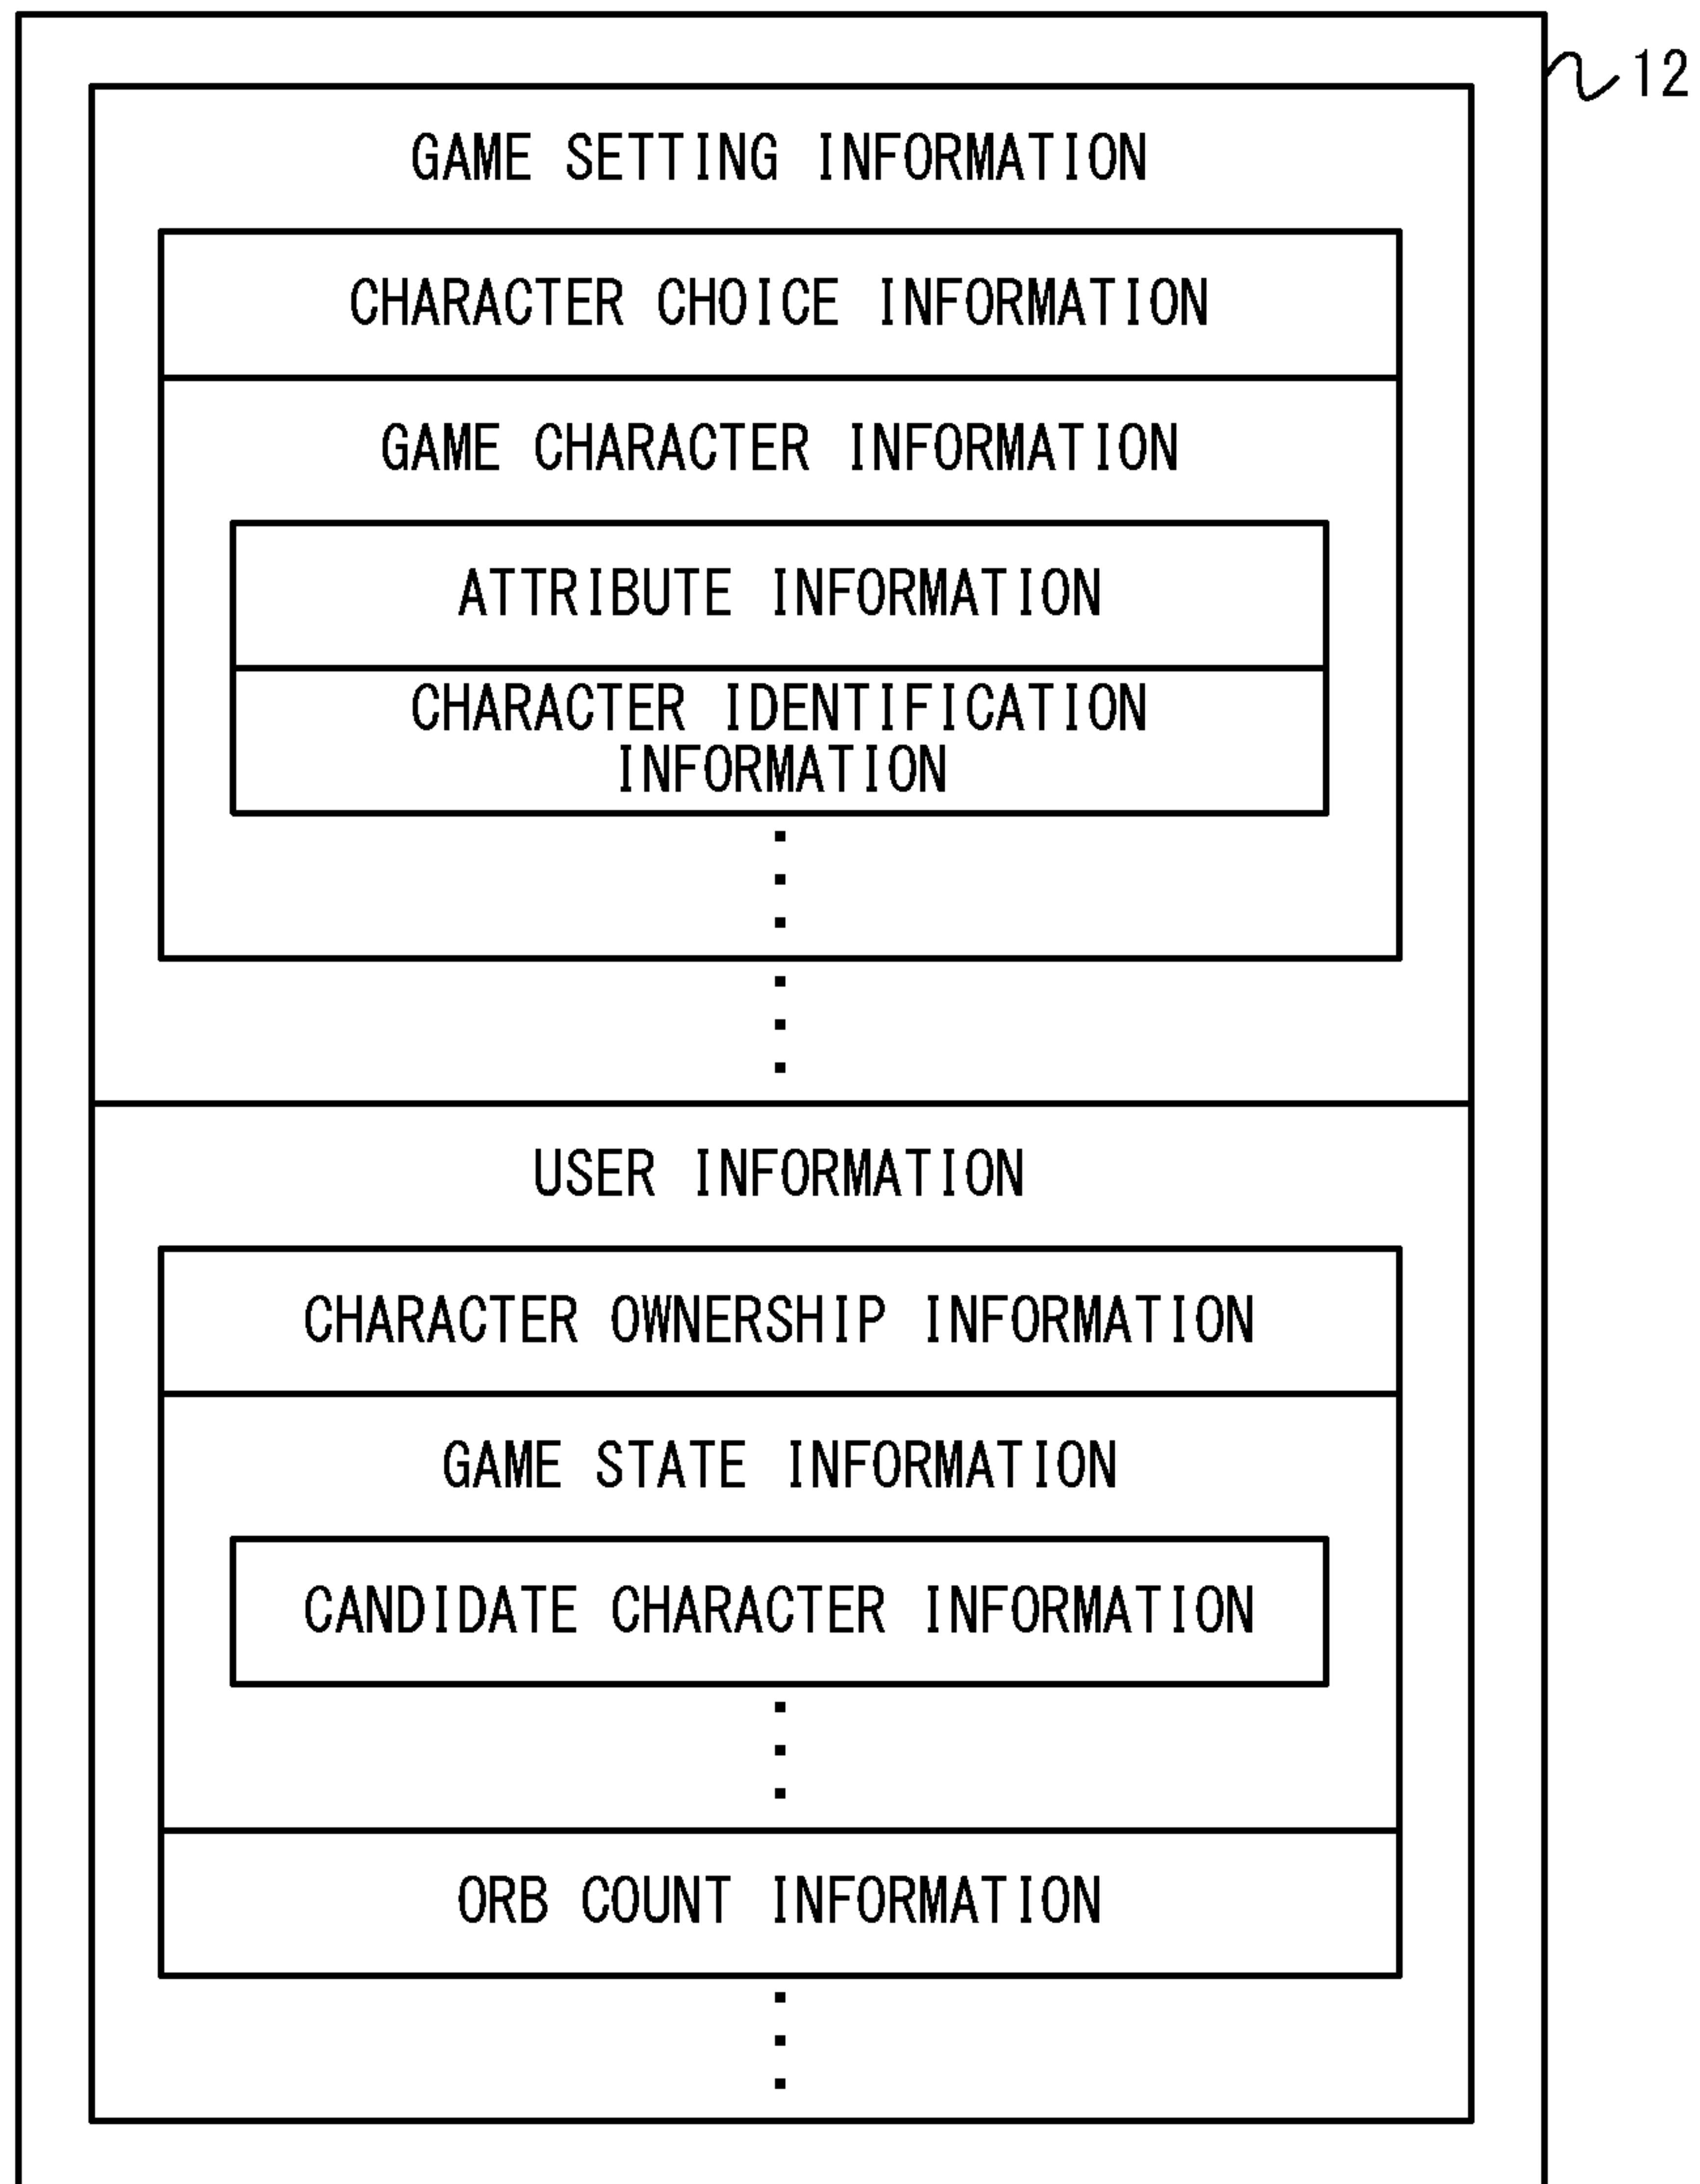 12
GAME SETTING INFORMATION
CHARACTER CHOICE INFORMATION
GAME CHARACTER INFORMATION
ATTRIBUTE INFORMATION
CHARACTER IDENTIFICATION
INFORMATION
USER INFORMATION
CHARACTER OWNERSHIP INFORMATION
GAME STATE INFORMATION
CANDIDATE CHARACTER INFORMATION
ORB COUNT INFORMATION